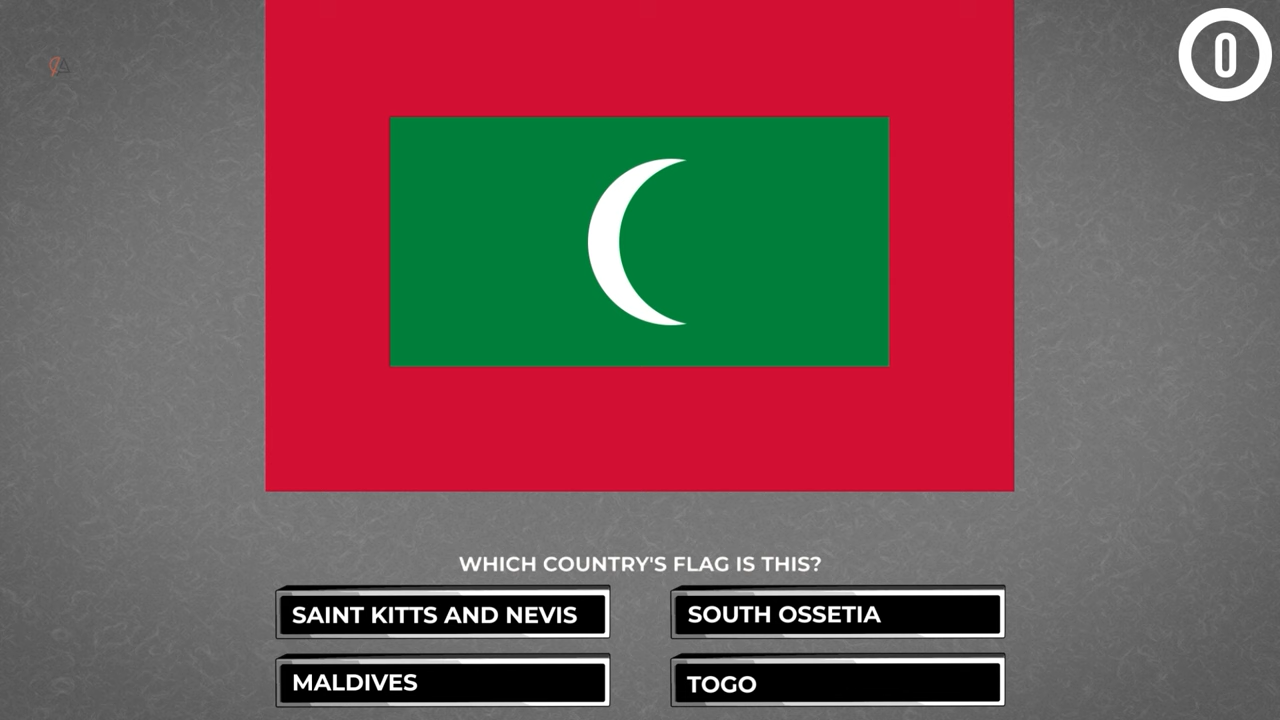 0
WHICH COUNTRY'S FLAG IS THIS?
SAINT KITTS AND NEVIS
SOUTH OSSETIA
MALDIVES
TOGO